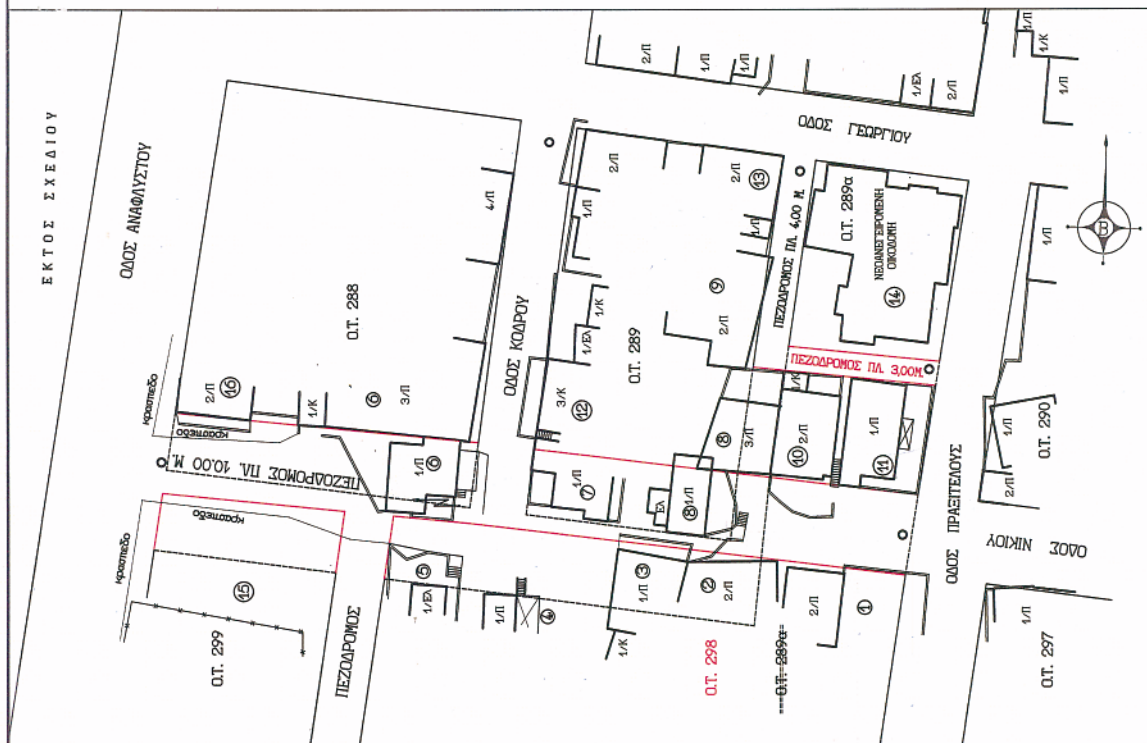 ΕΚΤΟΣ ΣΧΕΔΙΟΥ
ΟΔΟΣ ΑΝΑΦΛΥΣΤΟΥ
κρασπεδο
κρασπεδο
2/Π
16
1/Κ
6
3/Π
Ο.Τ. 288
4/Π
ΠΕΖΟΔΡΟΜΟΣ ΠΛ. 10.00 Μ.
1/Π
6
κρασπεδο
κρασπεδο
15
Ο.Τ. 299
ΠΕΖΟΔΡΟΜΟΣ
5
1/ΕΛ
1/Π
4
ΟΔΟΣ ΚΟΔΡΟΥ
2/Π
1/Π
2/Π
13
1/Π
9
2/Π
1/Κ
1/ΕΛ
Ο.Τ. 289
3/Κ
12
7
1/Π
ΕΛ
8
1/Π
8
3/Π
3
1/Π
1/Κ
2
2/Π
Ο.Τ. 298
Ο.Τ. 289α
2/Π
1
1/Κ
10
2/Π
1/Π
11
ΠΕΖΟΔΡΟΜΟΣ ΠΛ. 4,00 Μ.
ΠΕΖΟΔΡΟΜΟΣ ΠΛ 3,00Μ.
Ο.Τ. 289α
ΝΕΟΑΝΕΓΕΙΡΟΜΕΝΗ
ΟΙΚΟΔΟΜΗ
14
ΟΔΟΣ ΓΕΩΡΓΙΟΥ
2/Π
1/Π
1/Π
1/ΕΛ
2/Π
1/Π
1/Κ
1/Π
1/Π
Β
ΟΔΟΣ ΠΡΑΞΙΤΕΛΟΥΣ
1/Π
2/Π
Ο.Τ. 290
ΟΔΟΣ ΝΙΚΙΟΥ
1/Π
Ο.Τ. 297